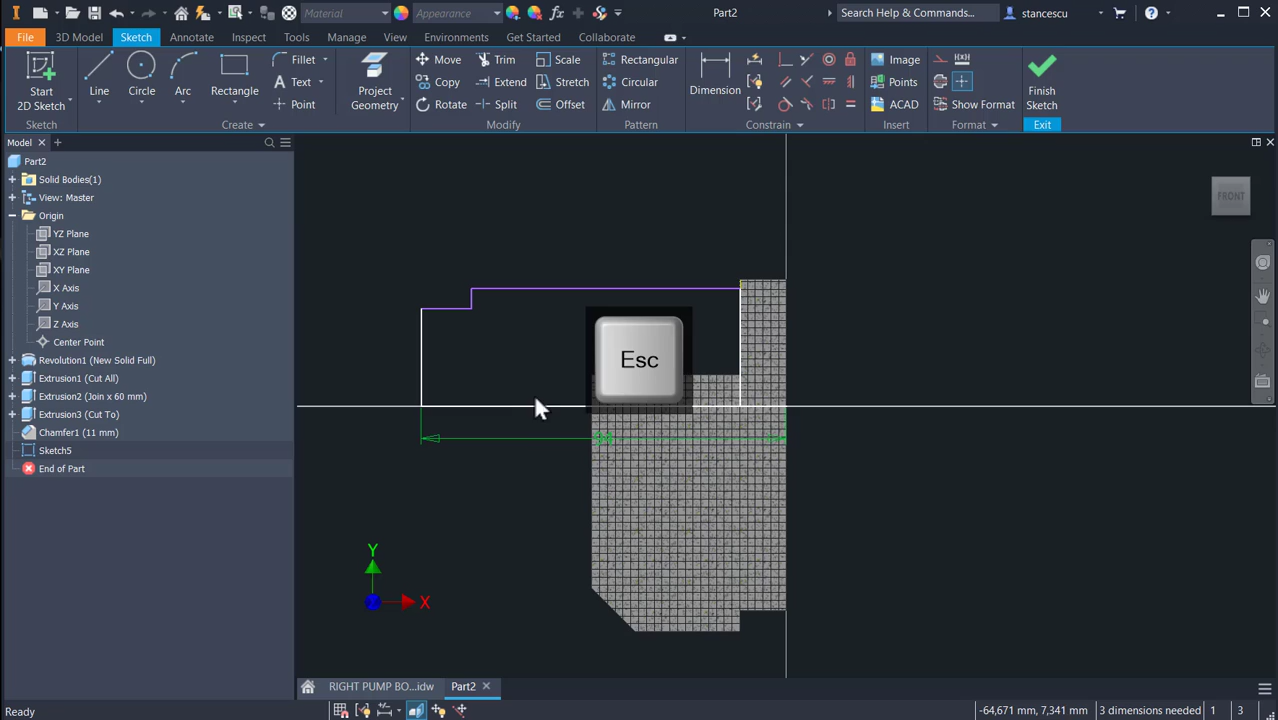 Material
Appearance
Part2
Search Help & Commands...
stancescu
File
3D Model
Sketch
Annotate
Inspect
Tools
Manage
View
Environments
Get Started
Collaborate
Start
2D Sketch
Line
Circle
Arc
Rectangle
Fillet
Text
Point
Project
Geometry
Move
Copy
Rotate
Trim
Extend
Split
Scale
Stretch
Offset
Rectangular
Circular
Mirror
Dimension
Image
Points
ACAD
Show Format
Finish
Sketch
Sketch
Create
Modify
Pattern
Constrain
Insert
Format
Exit
Model
Part2
Solid Bodies(1)
View: Master
Origin
YZ Plane
XZ Plane
XY Plane
X Axis
Y Axis
Z Axis
Center Point
Revolution1 (New Solid Full)
Extrusion1 (Cut All)
Extrusion2 (Join x 60 mm)
Extrusion3 (Cut To)
Chamfer1 (11 mm)
Sketch5
End of Part
FRONT
Esc
Y
X
RIGHT PUMP BO...idw
Part2
Ready
-64,671 mm, 7,341 mm
3 dimensions needed
1
3